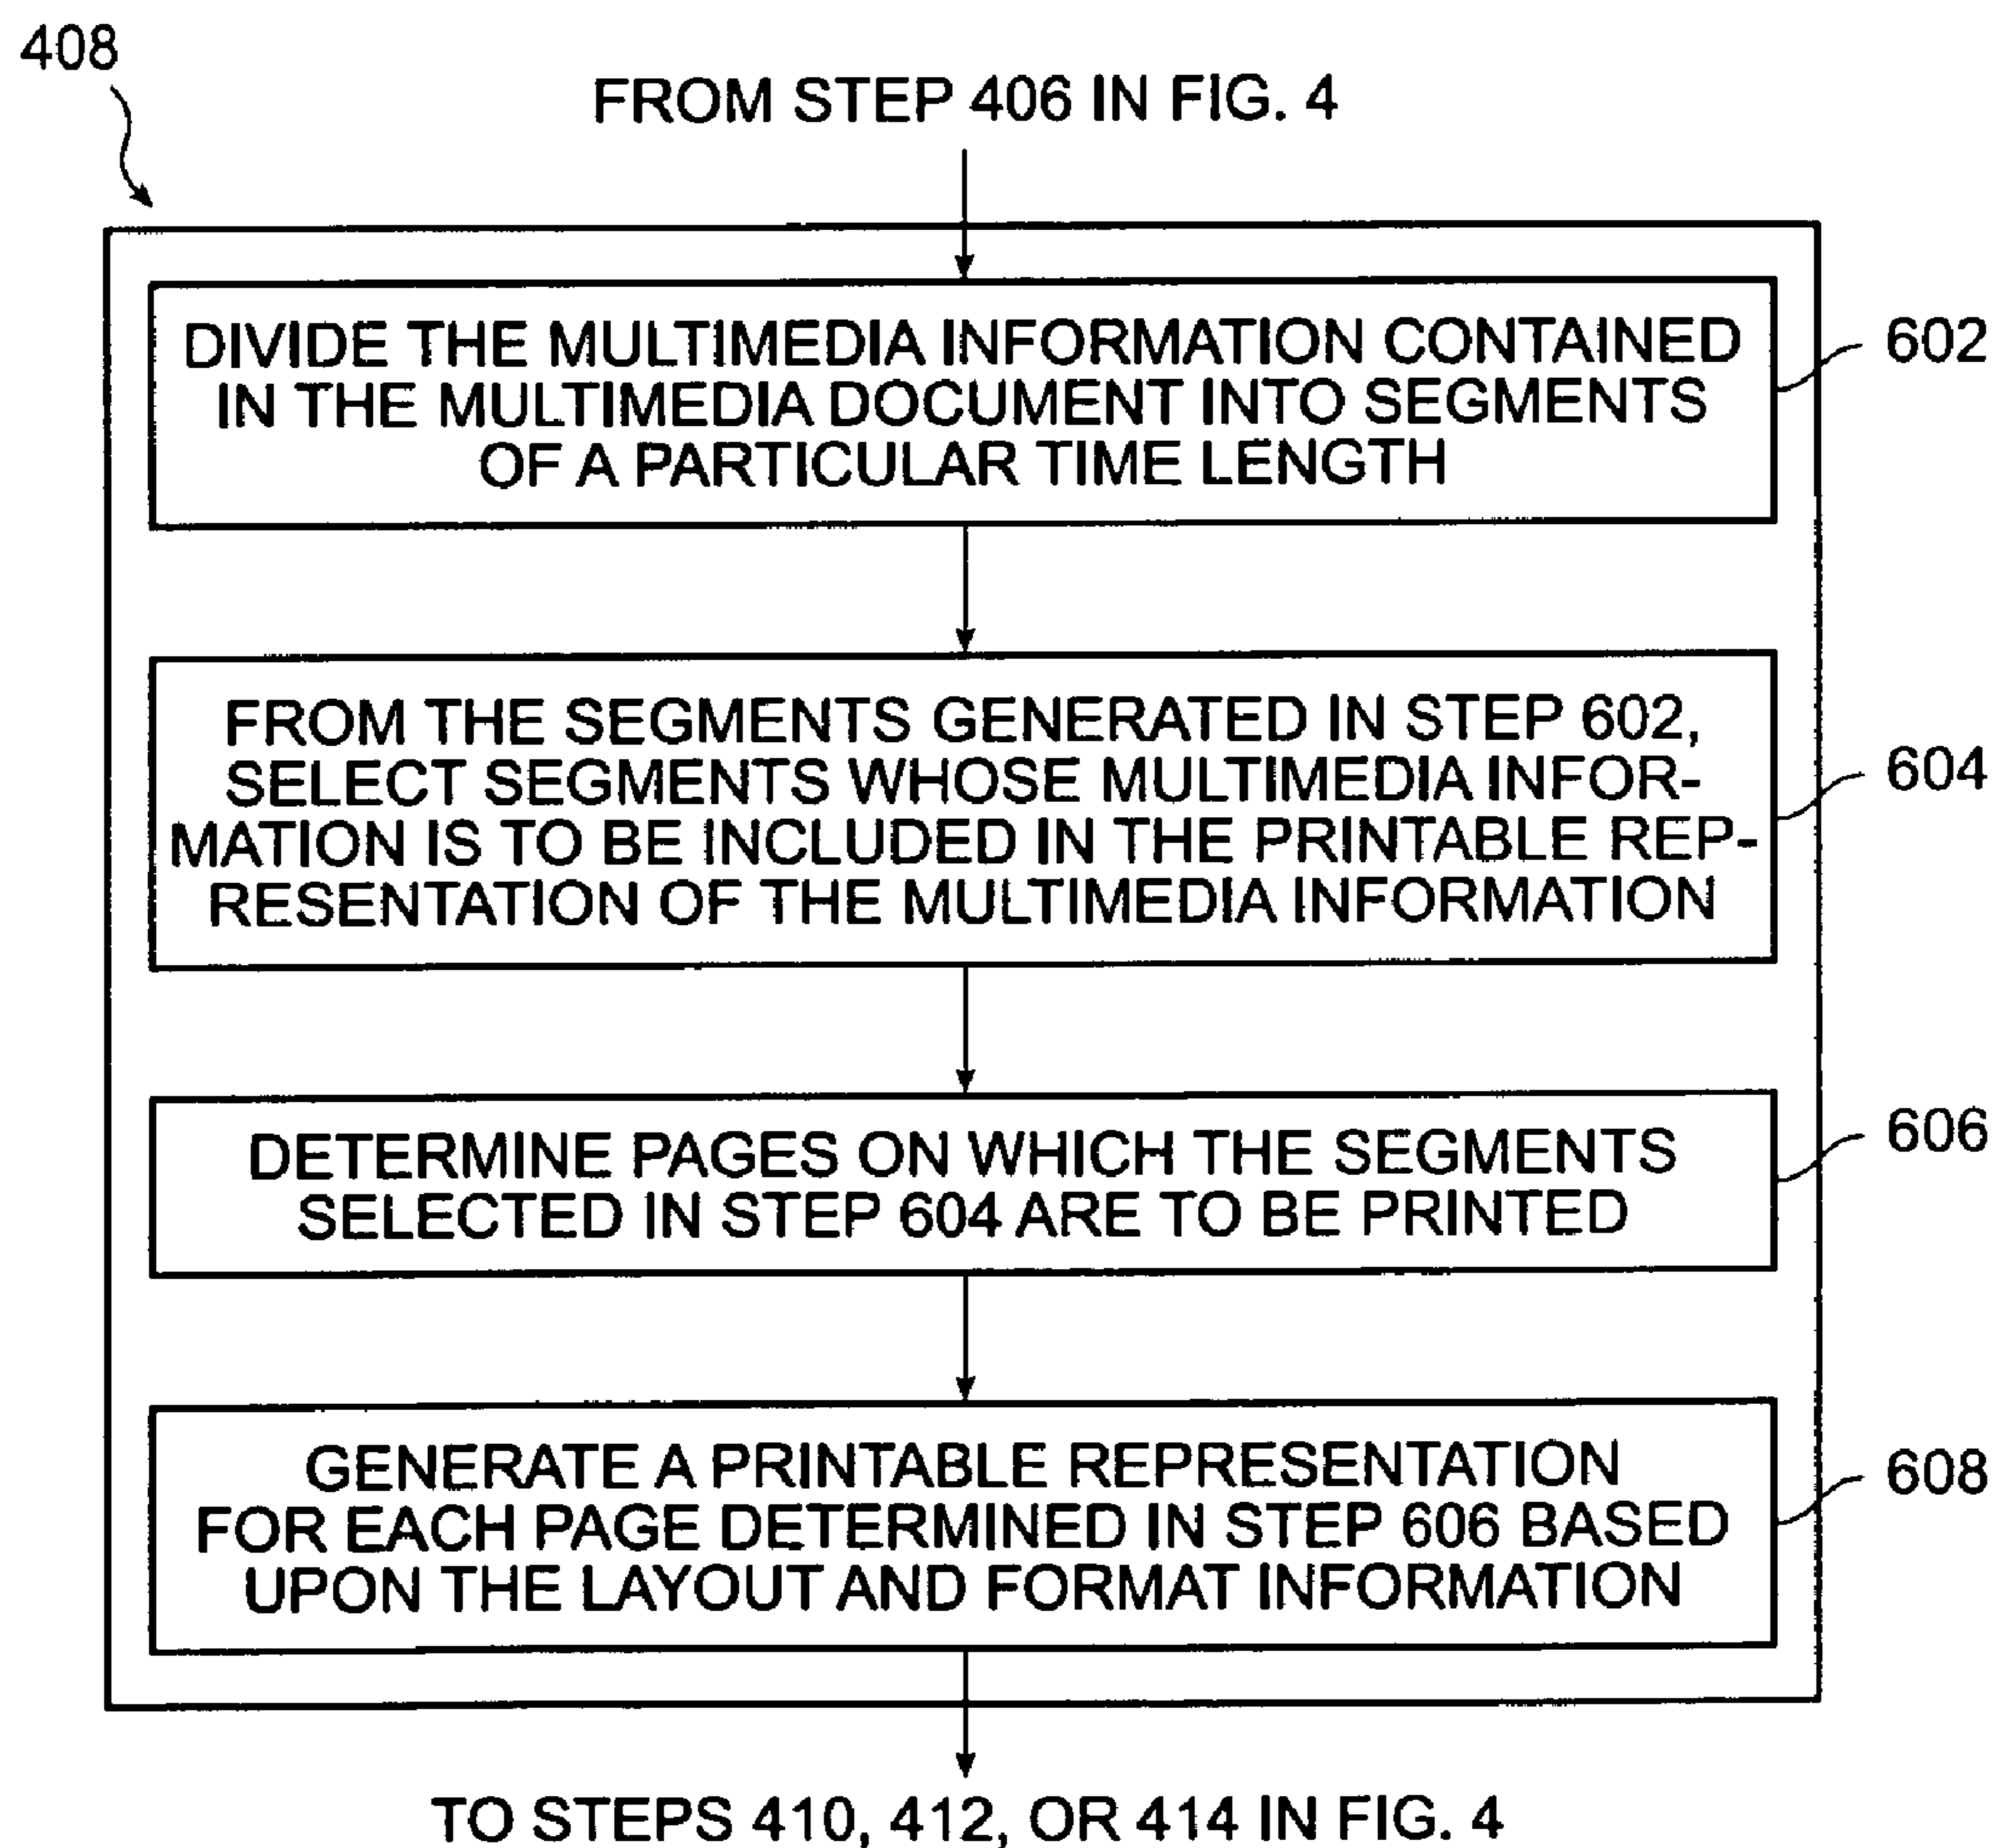 408
FROM STEP 406 IN FIG. 4
DIVIDE THE MULTIMEDIA INFORMATION CONTAINED
IN THE MULTIMEDIA DOCUMENT INTO SEGMENTS
OF A PARTICULAR TIME LENGTH
602
FROM THE SEGMENTS GENERATED IN STEP 602,
SELECT SEGMENTS WHOSE MULTIMEDIA INFOR-
MATION IS TO BE INCLUDED IN THE PRINTABLE REP-
RESENTATION OF THE MULTIMEDIA INFORMATION
604
DETERMINE PAGES ON WHICH THE SEGMENTS
SELECTED IN STEP 604 ARE TO BE PRINTED
606
GENERATE A PRINTABLE REPRESENTATION
FOR EACH PAGE DETERMINED IN STEP 606 BASED
UPON THE LAYOUT AND FORMAT INFORMATION
608
TO STEPS 410, 412, OR 414 IN FIG. 4